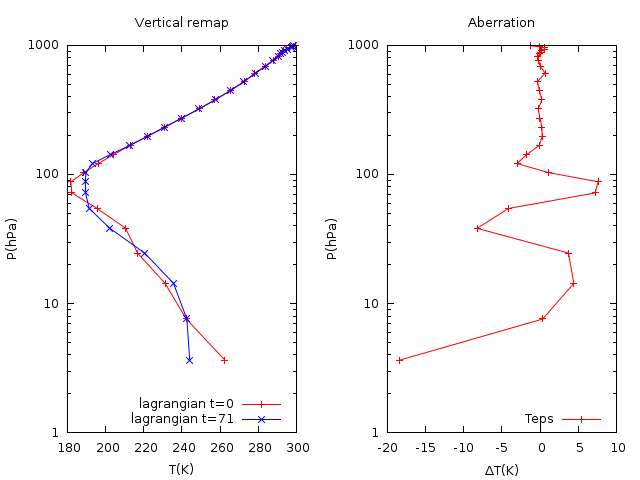 Vertical remap
1000
100
10
1
P(hPa)
180 200 220 240 260 280 300
T(K)
lagrangian t=0
lagrangian t=71
Aberration
1000
100
10
1
P(hPa)
-20 -15 -10 -5 0 5 10
ΔT(K)
Teps